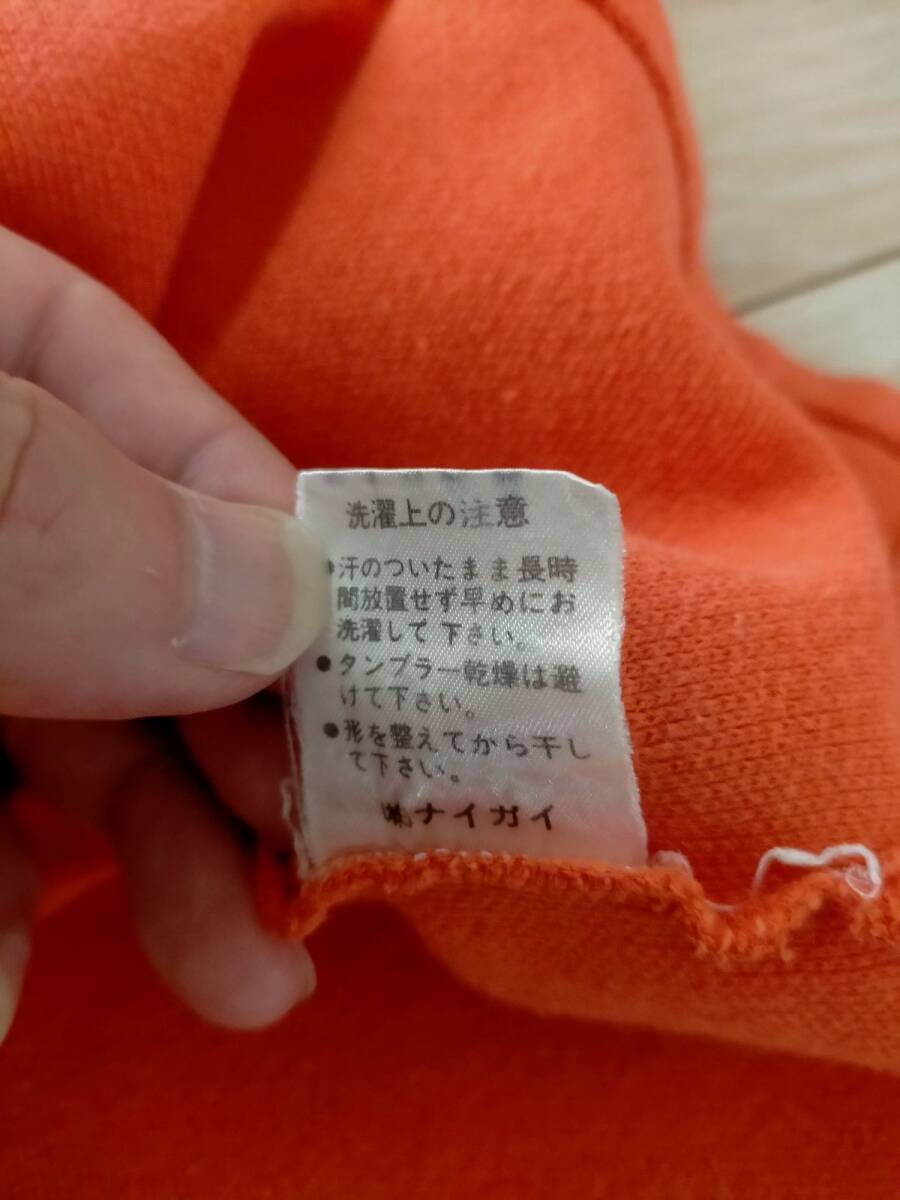 洗濯上の注意
●汗のついたまま長時
間放置せず早めにお
洗濯して下さい。
●タンブラー乾燥は避
けて下さい。
●形を整えてから干し
て下さい。
㈱ナイガイ